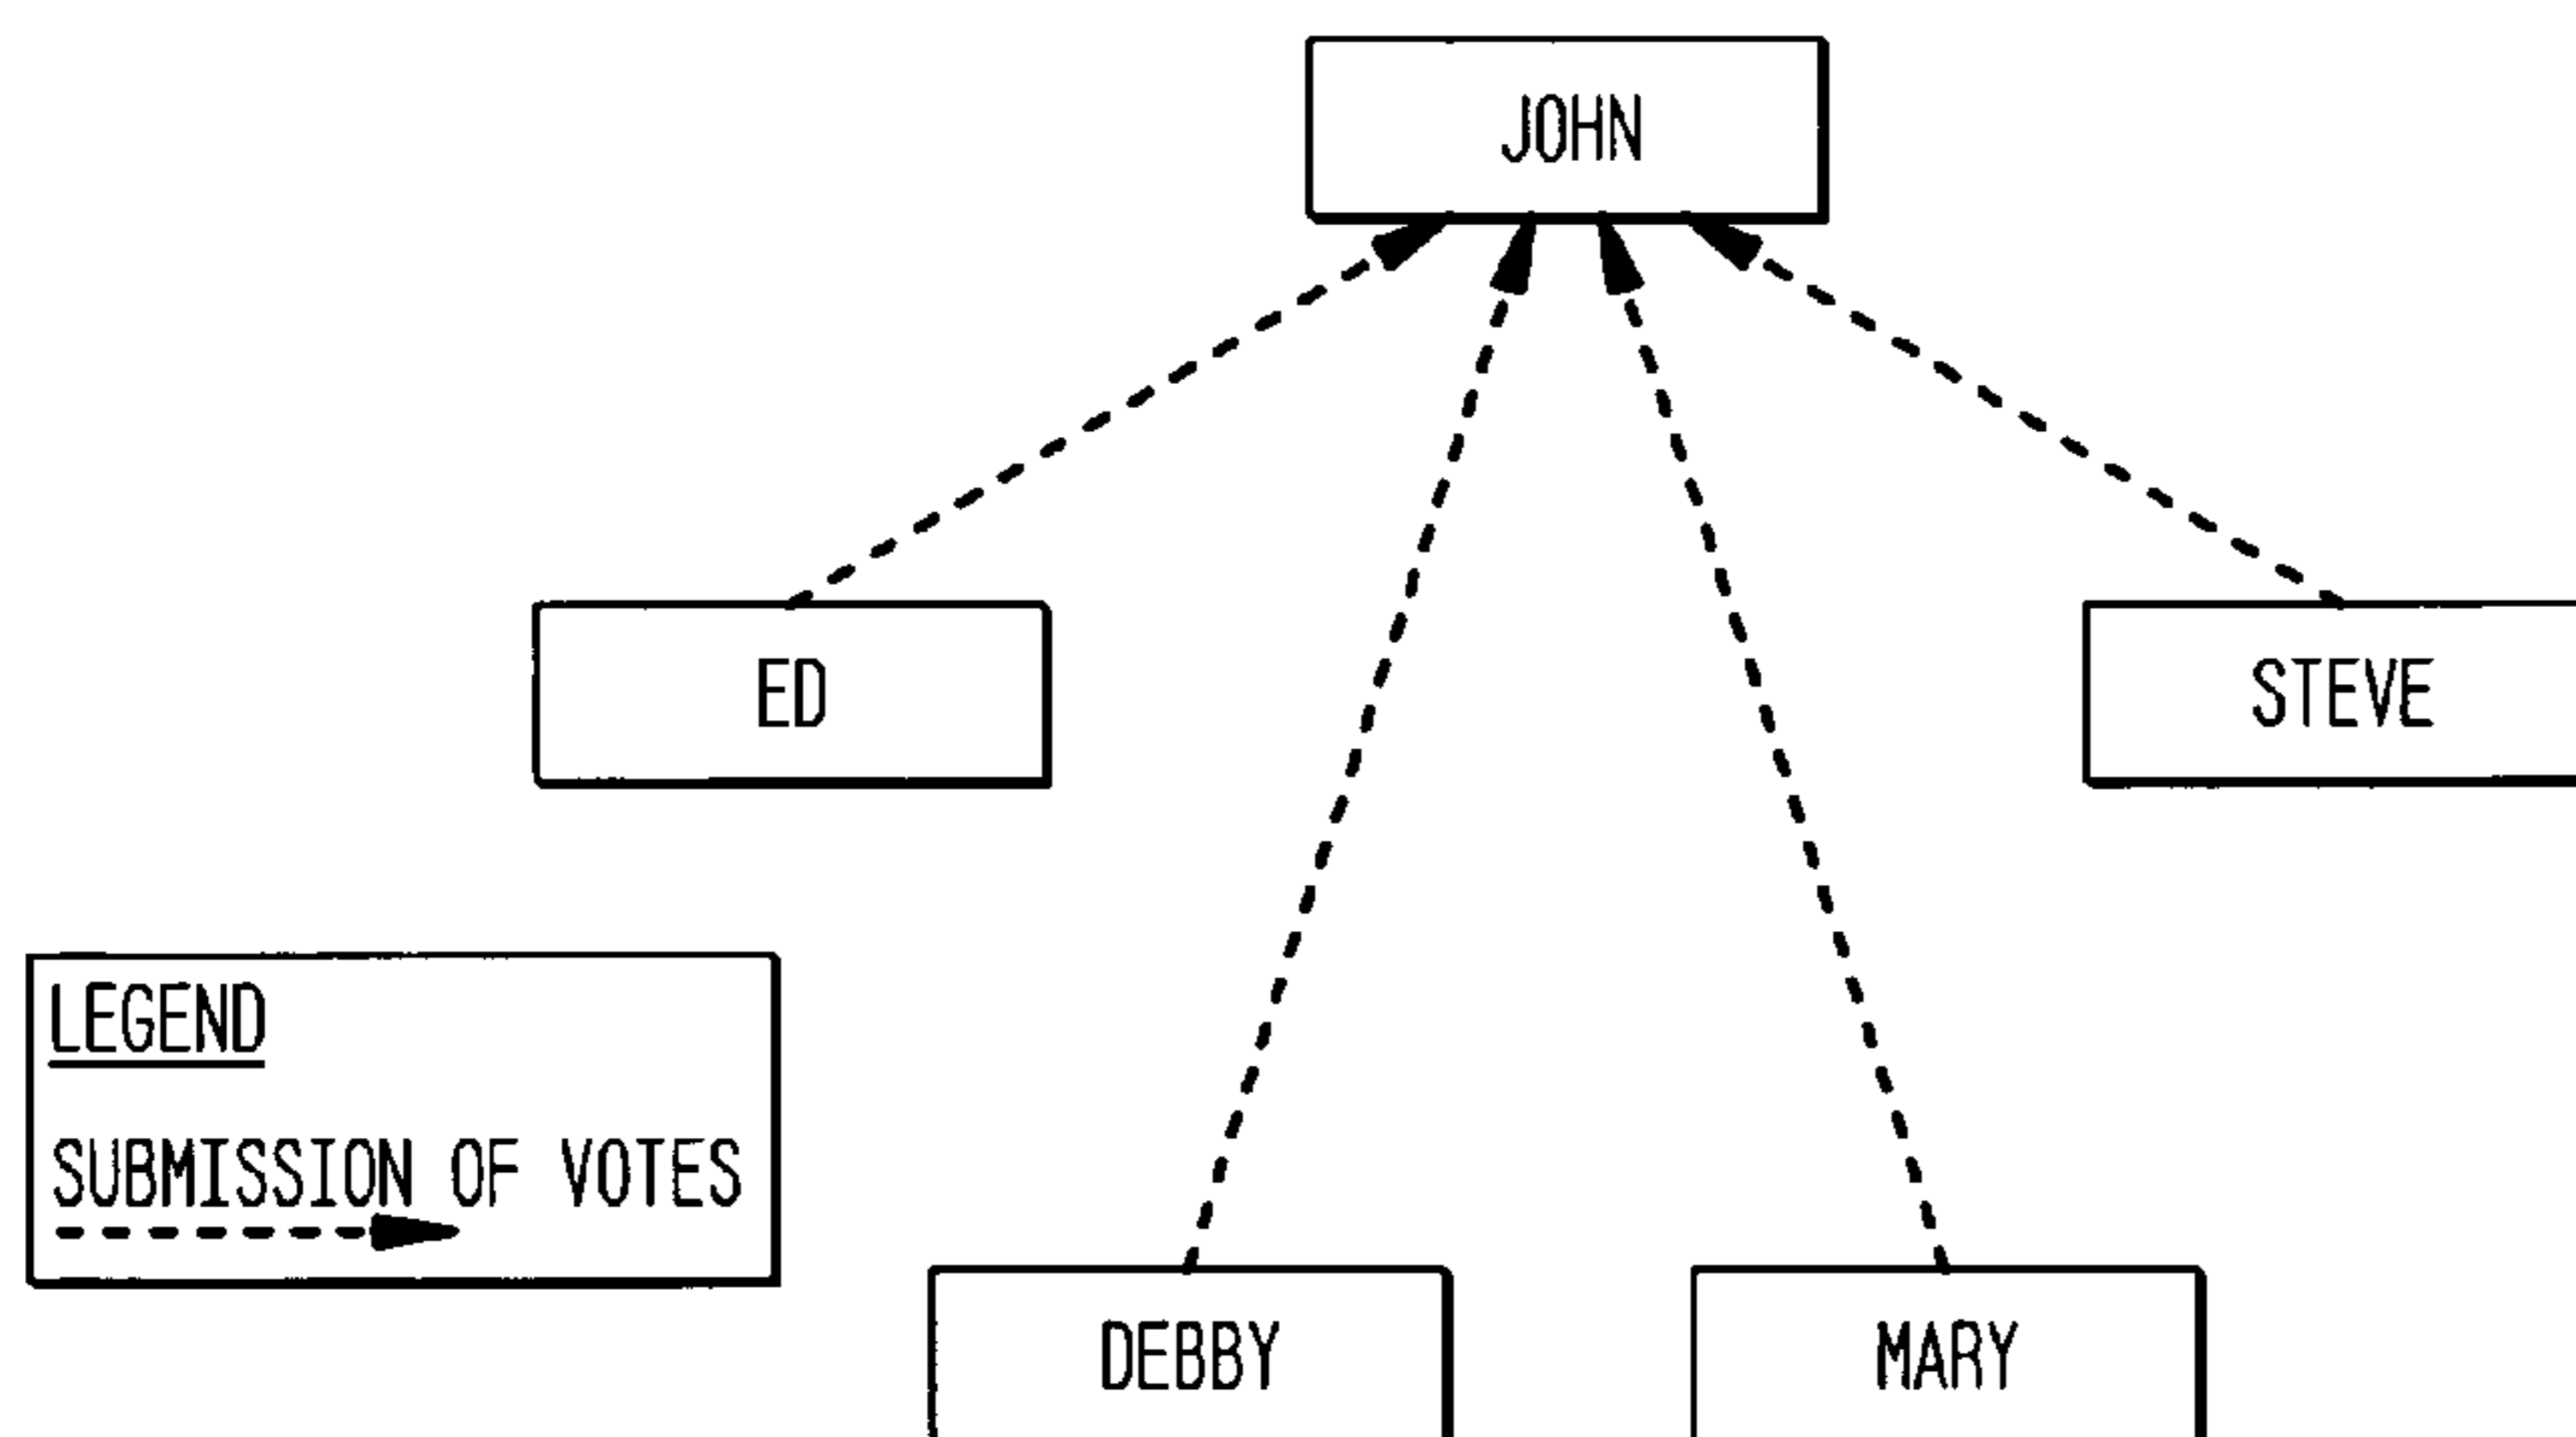 JOHN
ED
STEVE
LEGEND
SUBMISSION OF VOTES
DEBBY
MARY